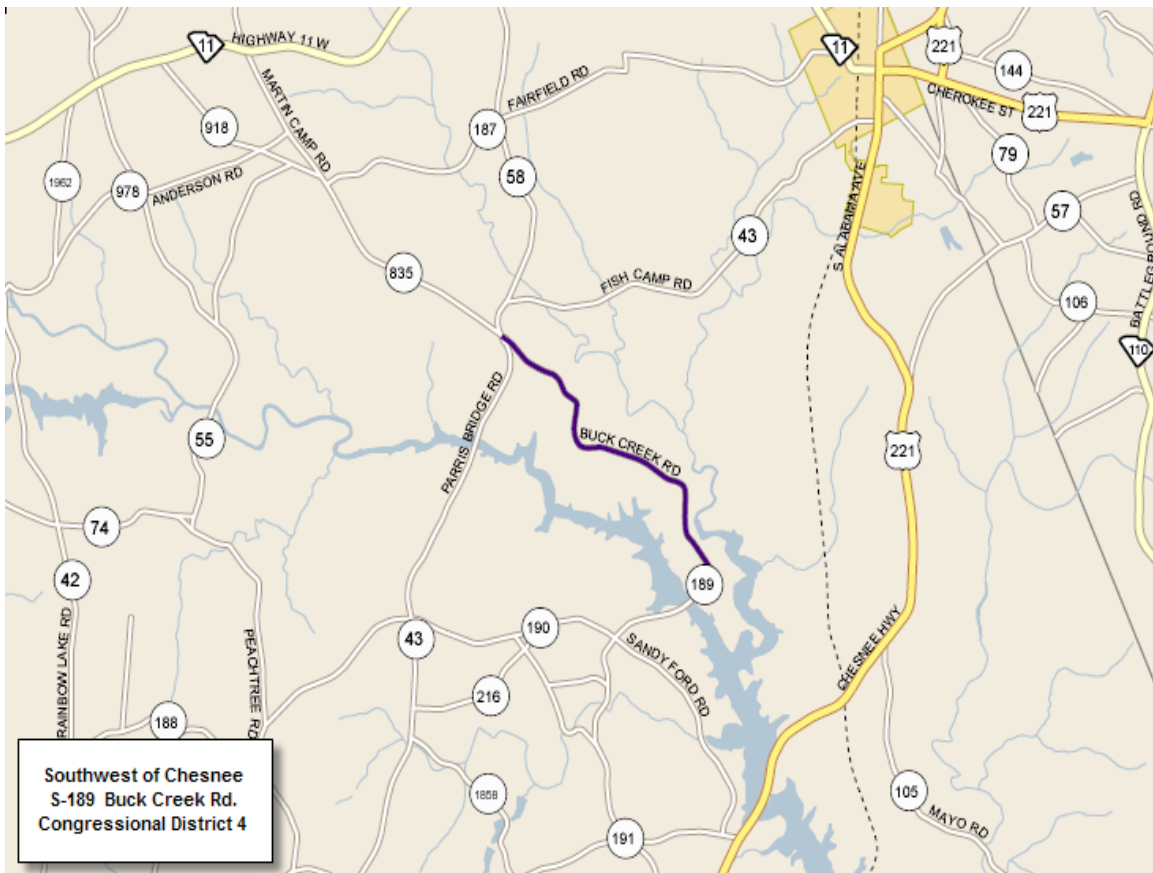 11
HIGHWAY 11 W
11
221
144
MARTIN CAMP RD
FAIRFIELD RD
CHEROKEE ST
221
918
187
79
1962
978
ANDERSON RD
58
S ALABAMA AVE
57
BATTLEGROUND RD
43
835
FISH CAMP RD
106
110
PARRIS BRIDGE RD
55
BUCK CREEK RD
221
74
42
189
RAINBOW LAKE RD
PEACHTREE RD
43
190
SANDY FORD RD
CHESNEE HWY
216
188
Southwest of Chesnee
S-189 Buck Creek Rd.
Congressional District 4
1858
191
105
MAYO RD